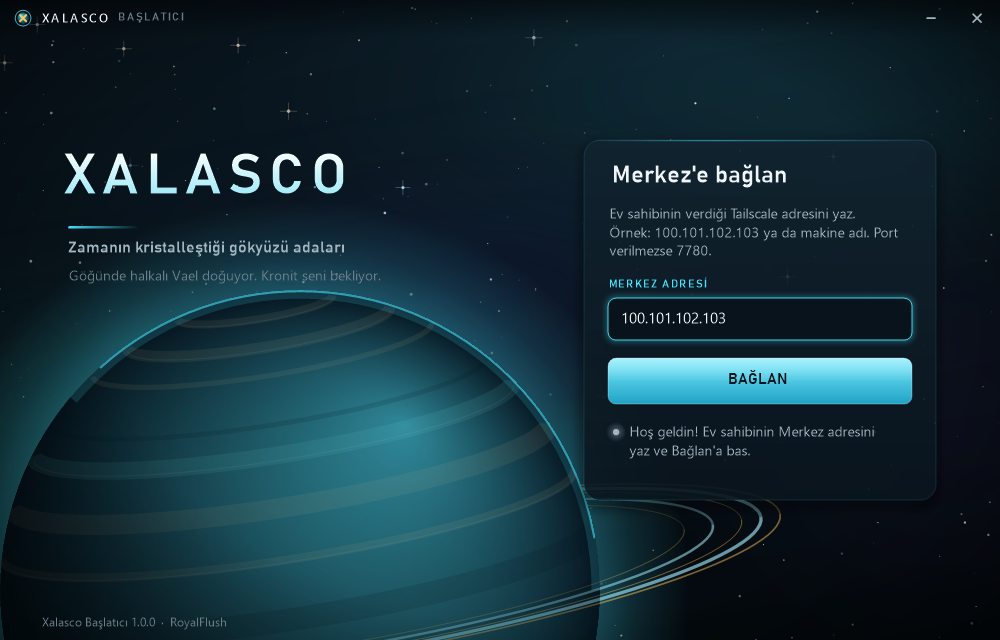 XALASCO BAŞLATICI
XALASCO
Zamanın kristalleştiği gökyüzü adaları
Göğünde halkalı Vael doğuyor. Kronit seni bekliyor.
Merkez'e bağlan
Ev sahibinin verdiği Tailscale adresini yaz.
Örnek: 100.101.102.103 ya da makine adı. Port
verilmezse 7780.
MERKEZ ADRESİ
100.101.102.103
BAĞLAN
Hoş geldin! Ev sahibinin Merkez adresini
yaz ve Bağlan'a bas.
Xalasco Başlatıcı 1.0.0 · RoyalFlush